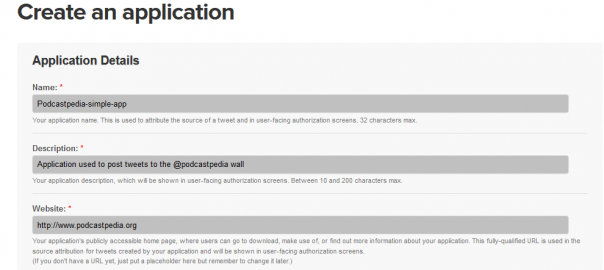 Create an application
Application Details
Name: *
Podcastpedia-simple-app
Your application name. This is used to attribute the source of a tweet and in user-facing authorization screens. 32 characters max.
Description: *
Application used to post tweets to the @podcastpedia wall
Your application description, which will be shown in user-facing authorization screens. Between 10 and 200 characters max.
Website: *
http://www.podcastpedia.org
Your application's publicly accessible home page, where users can go to download, make use of, or find out more information about your application. This fully-qualified URL is used in the
source attribution for tweets created by your application and will be shown in user-facing authorization screens.
(If you don't have a URL yet, just put a placeholder here but remember to change it later.)